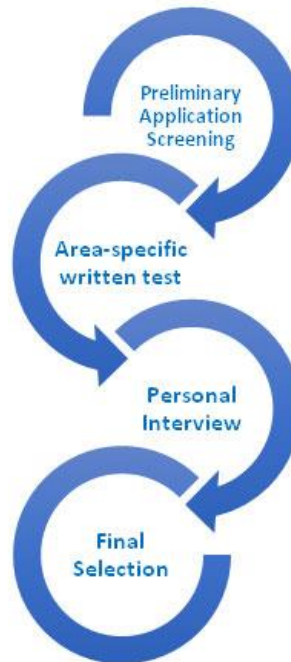 Preliminary
Application
Screening
Area-specific
written test
Personal
Interview
Final
Selection